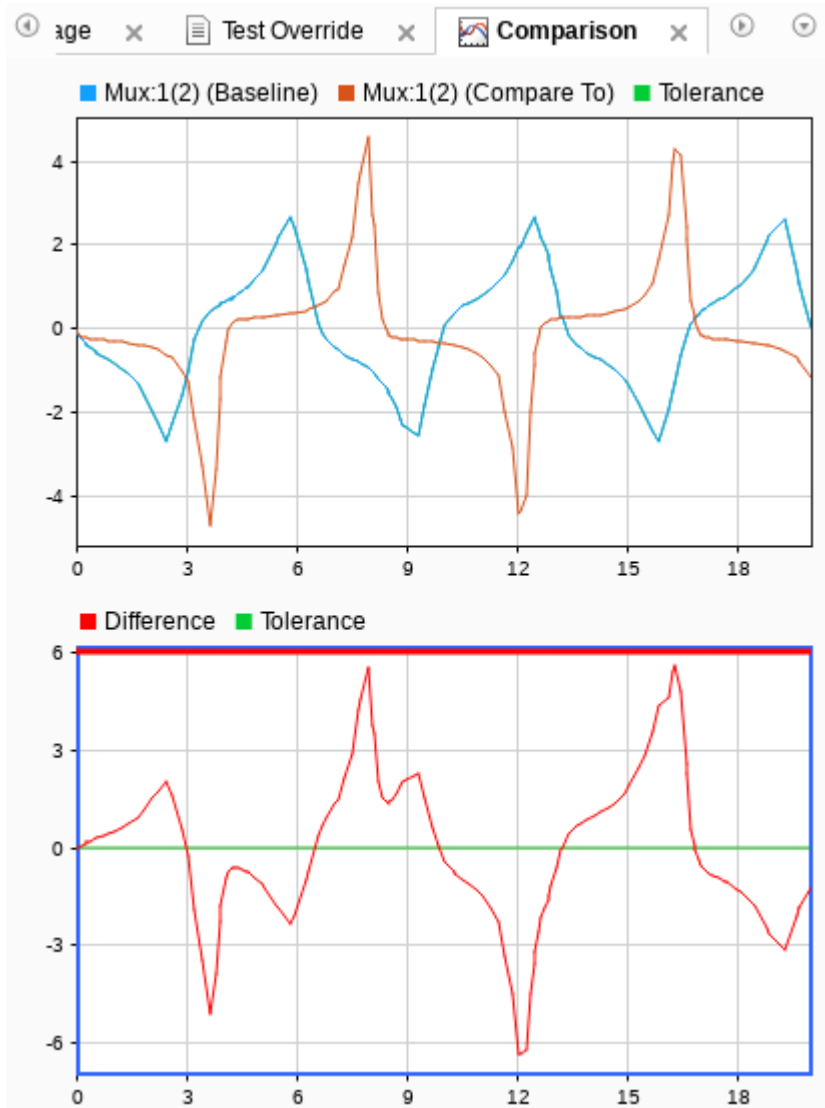 age Test Override Comparison
Mux:1(2) (Baseline) Mux:1(2) (Compare To) Tolerance
4
2
0
-2
-4
0 3 6 9 12 15 18
Difference Tolerance
6
3
0
-3
-6
0 3 6 9 12 15 18